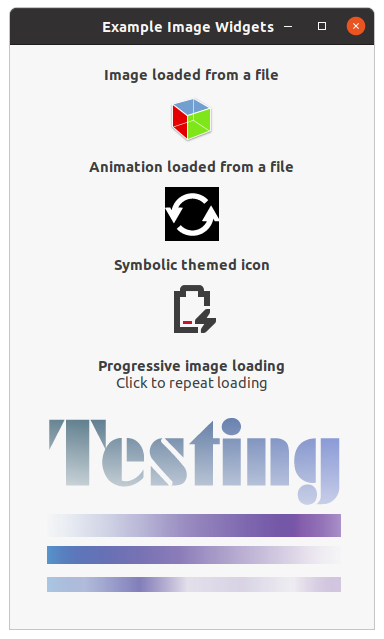 Example Image Widgets
Image loaded from a file
Animation loaded from a file
Symbolic themed icon
Progressive image loading
Click to repeat loading
Testing